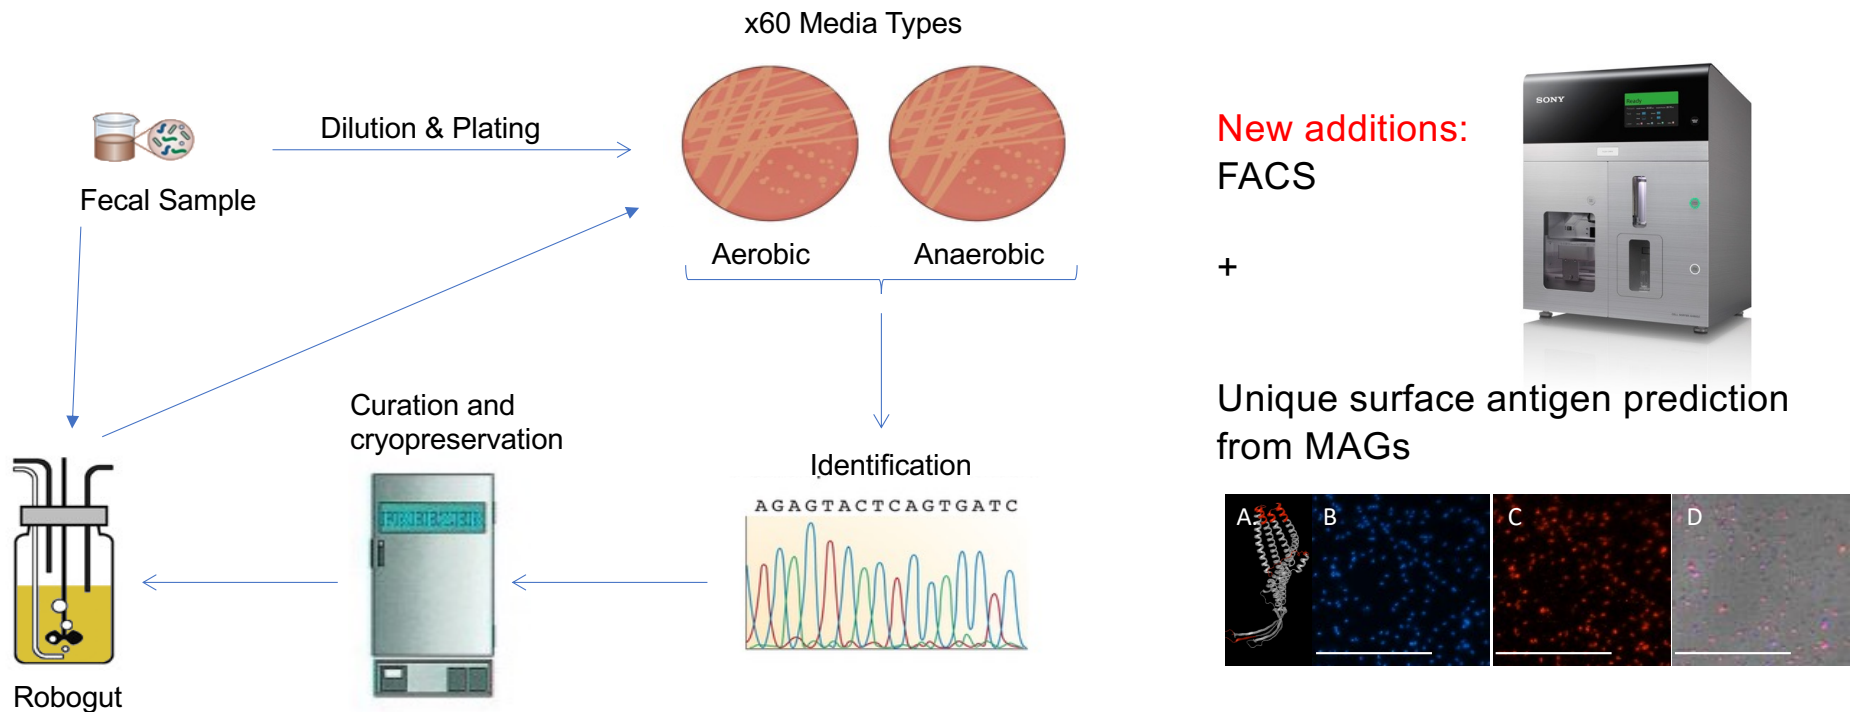 x60 Media Types
Dilution & Plating
Fecal Sample
Aerobic
Anaerobic
Curation and
cryopreservation
FREEZER
Identification
AGAGTACTCAGTGATC
Robogut
New additions:
FACS
+
SONY
Ready
Unique surface antigen prediction
from MAGs
A
B
C
D